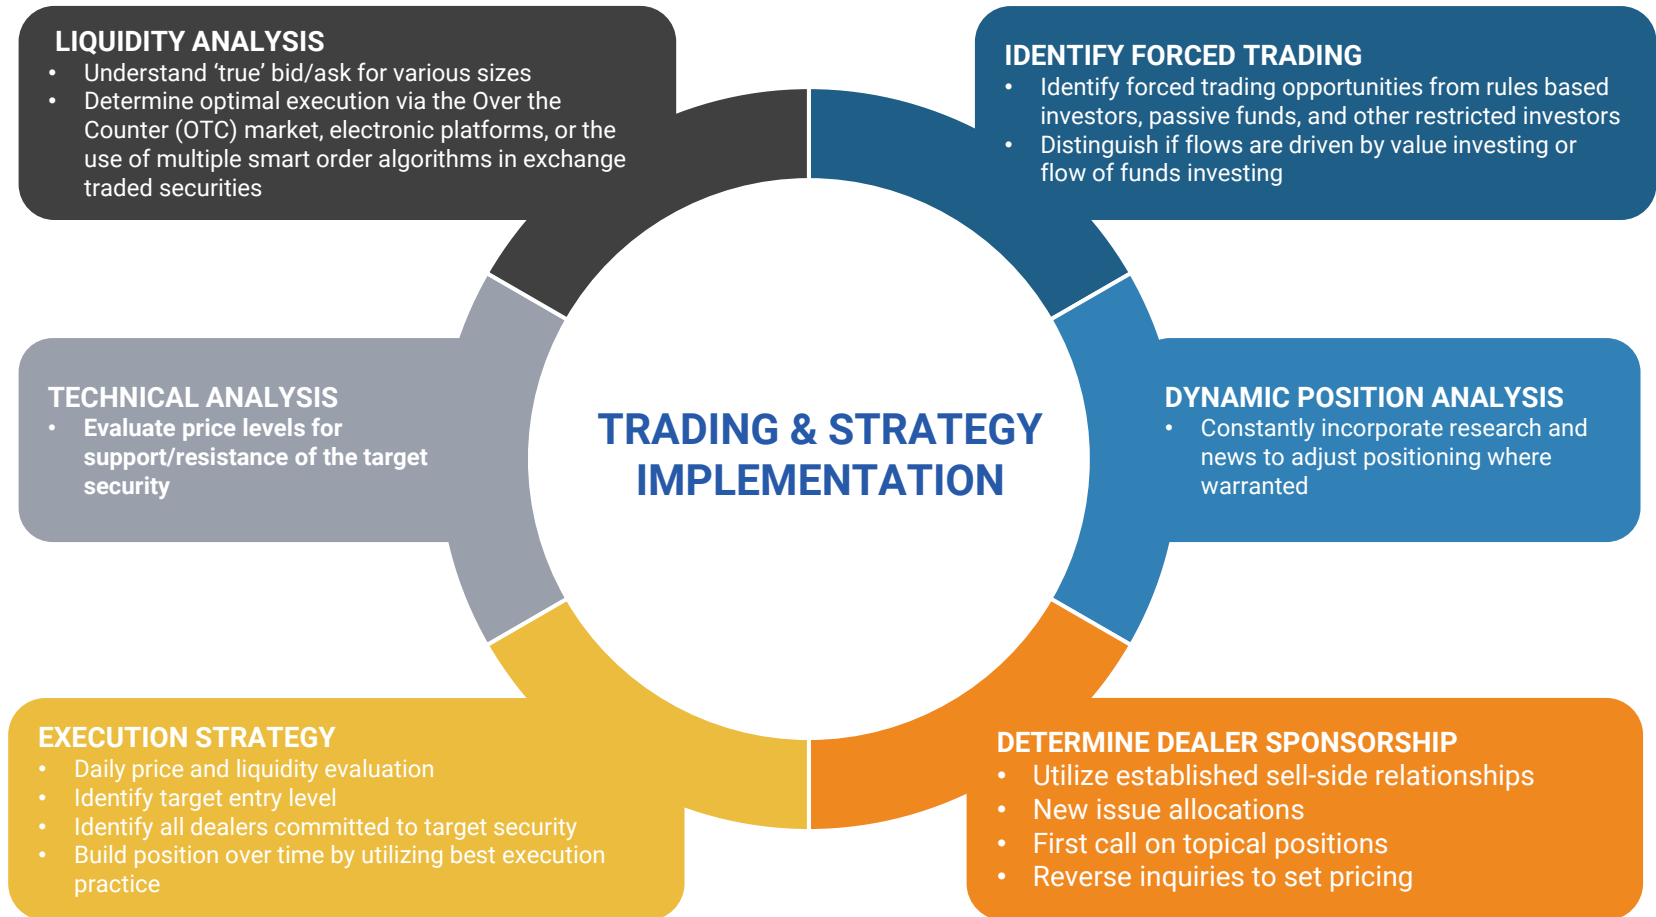 LIQUIDITY ANALYSIS
• Understand ‘true’ bid/ask for various sizes
• Determine optimal execution via the Over the
Counter (OTC) market, electronic platforms, or the
use of multiple smart order algorithms in exchange
traded securities
IDENTIFY FORCED TRADING
• Identify forced trading opportunities from rules based
investors, passive funds, and other restricted investors
• Distinguish if flows are driven by value investing or
flow of funds investing
TECHNICAL ANALYSIS
• Evaluate price levels for
support/resistance of the target
security
TRADING & STRATEGY
IMPLEMENTATION
DYNAMIC POSITION ANALYSIS
• Constantly incorporate research and
news to adjust positioning where
warranted
EXECUTION STRATEGY
• Daily price and liquidity evaluation
• Identify target entry level
• Identify all dealers committed to target security
• Build position over time by utilizing best execution
practice
DETERMINE DEALER SPONSORSHIP
• Utilize established sell-side relationships
• New issue allocations
• First call on topical positions
• Reverse inquiries to set pricing